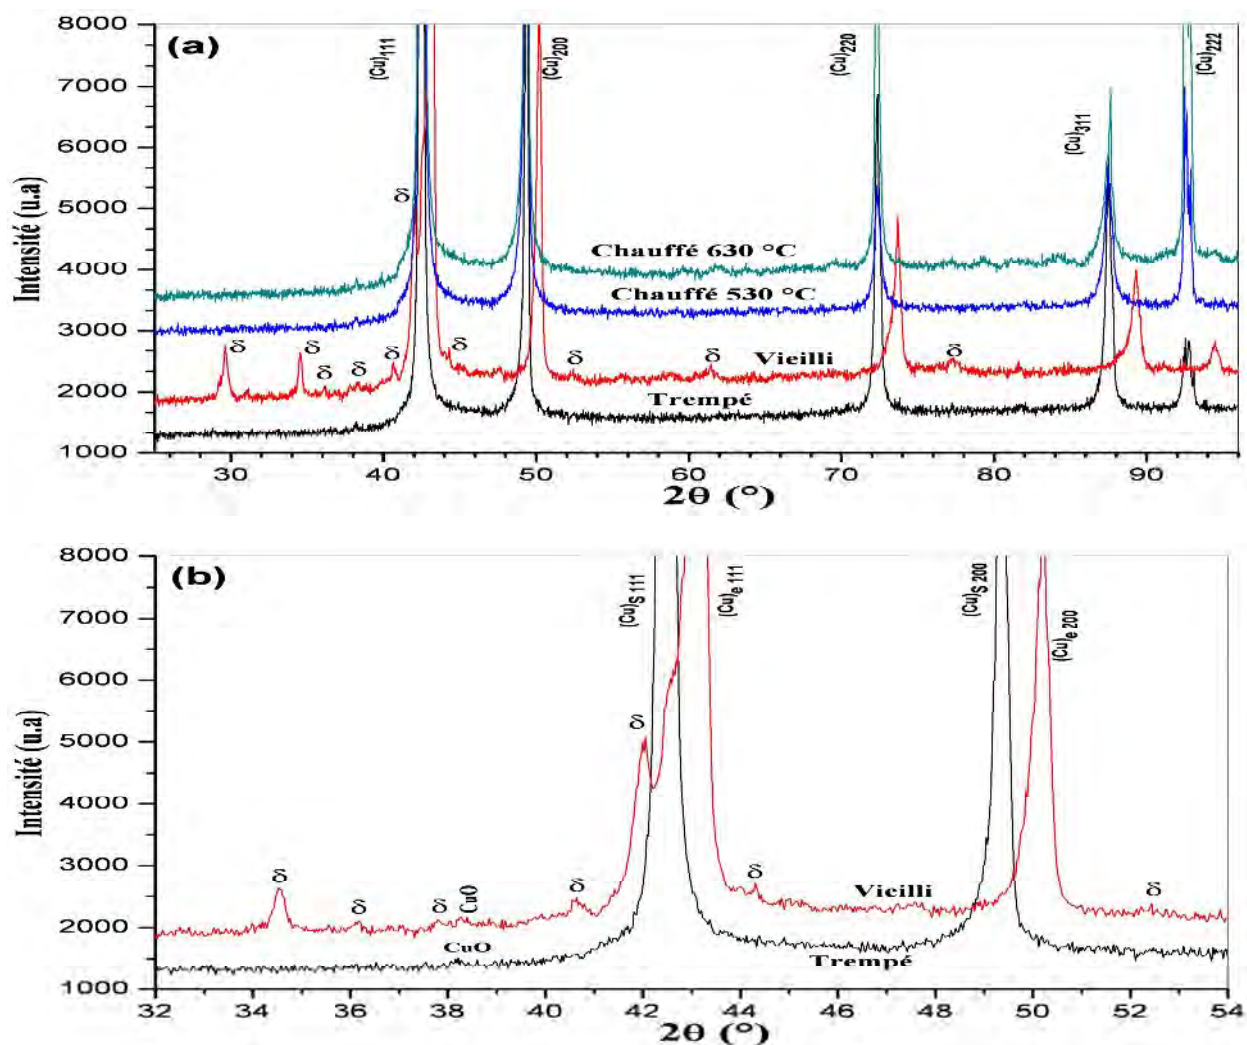 (a)
8000
7000
6000
5000
4000
3000
2000
1000
Intensité (u.a)
(Cu)111
(Cu)200
(Cu)220
(Cu)311
(Cu)222
δ
Chauffé 630 °C
Chauffé 530 °C
δ δ δ δ δ δ δ δ δ
Vieilli
Trempé
30 40 50 60 70 80 90
2θ (°)
(b)
8000
7000
6000
5000
4000
3000
2000
1000
Intensité (u.a)
(Cu)S 111
(Cu)e 111
(Cu)S 200
(Cu)e 200
δ
δ δ δ CuO δ δ Vieilli δ
CuO
Trempé
32 34 36 38 40 42 44 46 48 50 52 54
2θ (°)